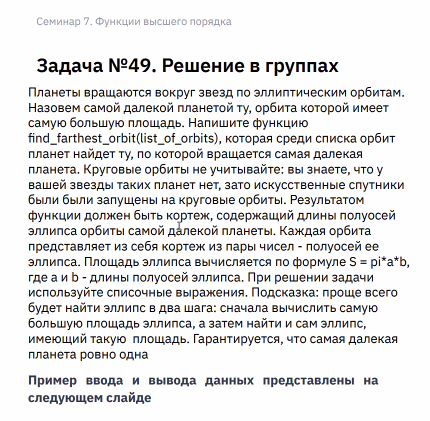 Семинар 7. Функции высшего порядка
Задача №49. Решение в группах
Планеты вращаются вокруг звезд по эллиптическим орбитам.
Назовем самой далекой планетой ту, орбита которой имеет
самую большую площадь. Напишите функцию
find_farthest_orbit(list_of_orbits), которая среди списка орбит
планет найдет ту, по которой вращается самая далекая
планета. Круговые орбиты не учитывайте: вы знаете, что у
вашей звезды таких планет нет, зато искусственные спутники
были были запущены на круговые орбиты. Результатом
функции должен быть кортеж, содержащий длины полуосей
эллипса орбиты самой далекой планеты. Каждая орбита
представляет из себя кортеж из пары чисел - полуосей ее
эллипса. Площадь эллипса вычисляется по формуле S = pi*a*b,
где a и b - длины полуосей эллипса. При решении задачи
используйте списочные выражения. Подсказка: проще всего
будет найти эллипс в два шага: сначала вычислить самую
большую площадь эллипса, а затем найти и сам эллипс,
имеющий такую площадь. Гарантируется, что самая далекая
планета ровно одна
Пример ввода и вывода данных представлены на
следующем слайде